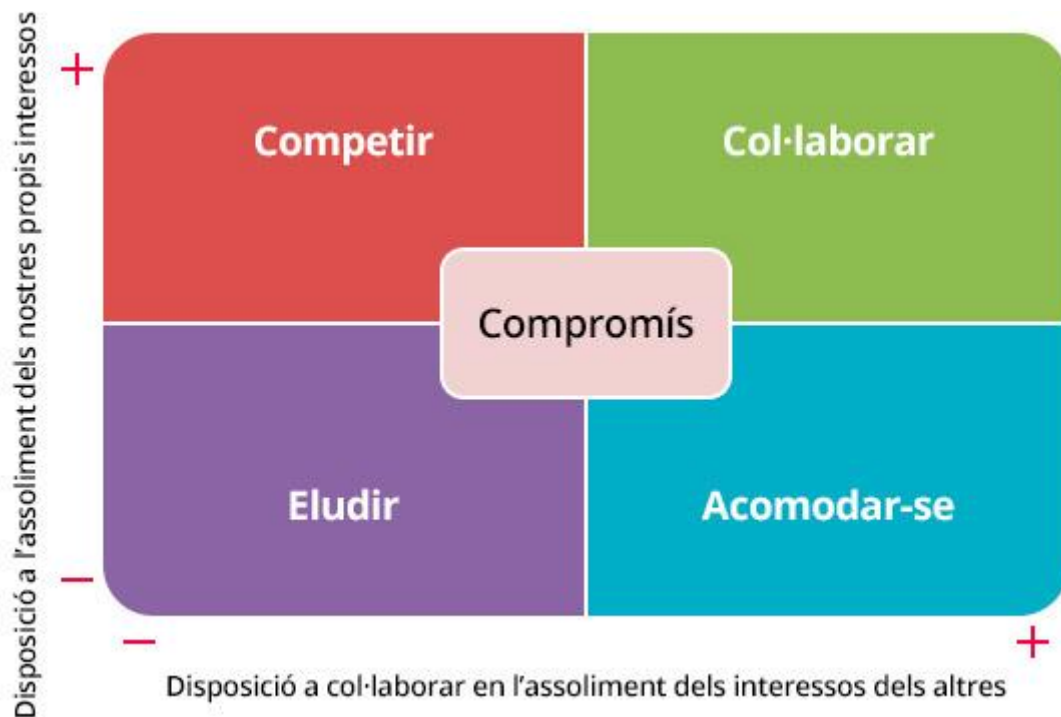 Disposició a l'assoliment dels nostres propis interessos
+
Competir
Col·laborar
Compromís
Eludir
Acomodar-se
–
–
+
Disposició a col·laborar en l’assoliment dels interessos dels altres